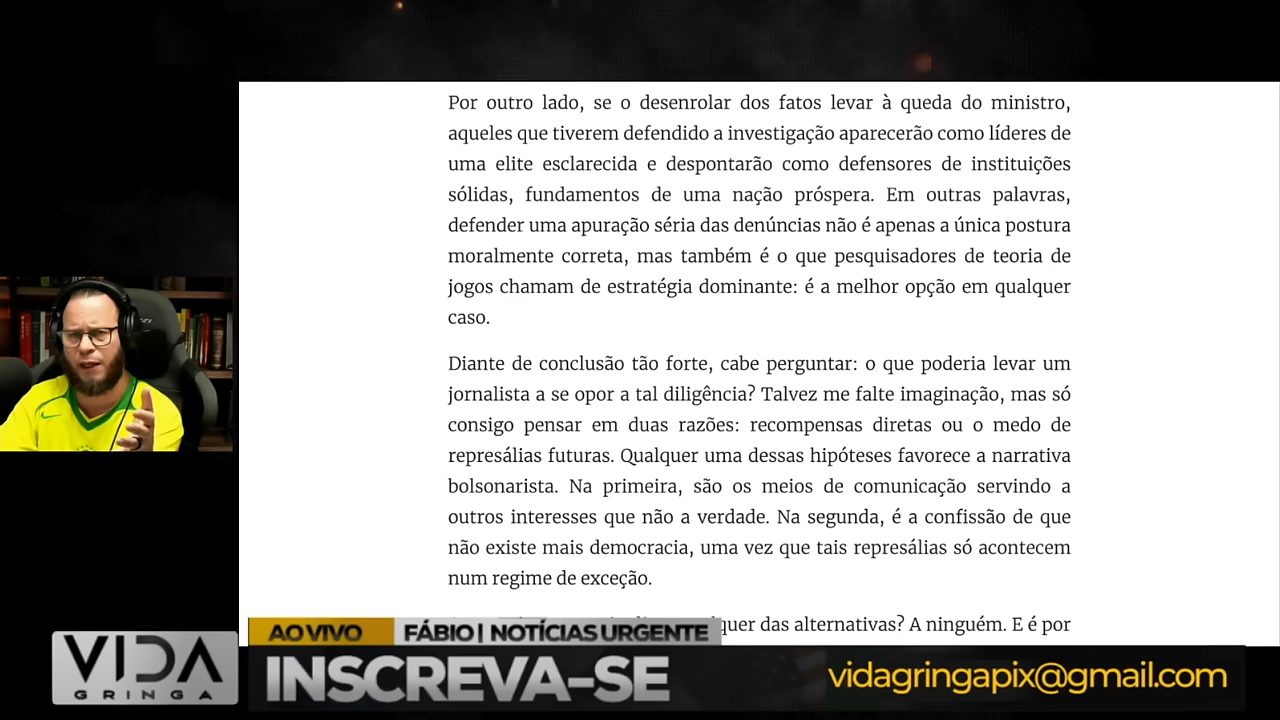 Por outro lado, se o desenrolar dos fatos levar à queda do ministro,
aqueles que tiverem defendido a investigação aparecerão como líderes de
uma elite esclarecida e despontarão como defensores de instituições
sólidas, fundamentos de uma nação próspera. Em outras palavras,
defender uma apuração séria das denúncias não é apenas a única postura
moralmente correta, mas também é o que pesquisadores de teoria de
jogos chamam de estratégia dominante: é a melhor opção em qualquer
caso.
Diante de conclusão tão forte, cabe perguntar: o que poderia levar um
jornalista a se opor a tal diligência? Talvez me falte imaginação, mas só
consigo pensar em duas razões: recompensas diretas ou o medo de
represálias futuras. Qualquer uma dessas hipóteses favorece a narrativa
bolsonarista. Na primeira, são os meios de comunicação servindo a
outros interesses que não a verdade. Na segunda, é a confissão de que
não existe mais democracia, uma vez que tais represálias só acontecem
num regime de exceção.
das alternativas? A ninguém. E é por
AO VIVO FÁBIO | NOTÍCIAS URGENTE
VIDA
GRINGA
INSCREVA-SE
vidagringapix@gmail.com